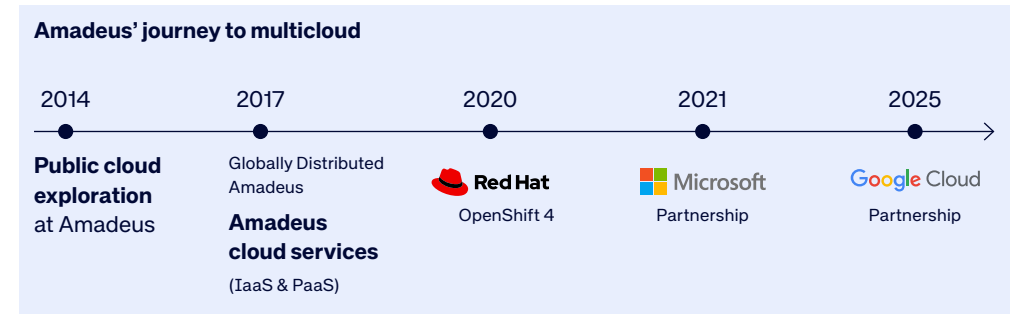 Amadeus’ journey to multicloud
2014
2017
2020
2021
2025
Public cloud
exploration
at Amadeus
Globally Distributed
Amadeus
Amadeus
cloud services
(IaaS & PaaS)
Red Hat
OpenShift 4
Microsoft
Partnership
Google Cloud
Partnership